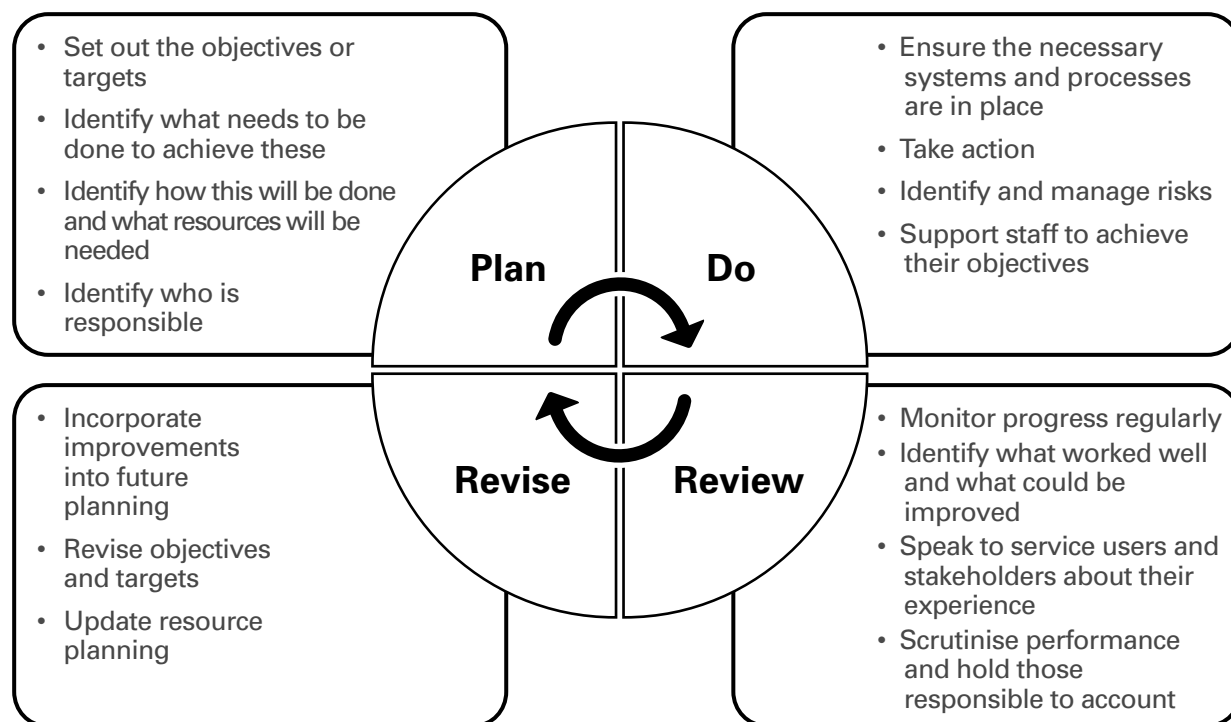 • Set out the objectives or
targets
• Identify what needs to be
done to achieve these
• Identify how this will be done
and what resources will be
needed
• Identify who is
responsible
• Ensure the necessary
systems and processes
are in place
• Take action
• Identify and manage risks
• Support staff to achieve
their objectives
Plan
Do
Revise
Review
• Incorporate
improvements
into future
planning
• Revise objectives
and targets
• Update resource
planning
• Monitor progress regularly
• Identify what worked well
and what could be
improved
• Speak to service users and
stakeholders about their
experience
• Scrutinise performance
and hold those
responsible to account